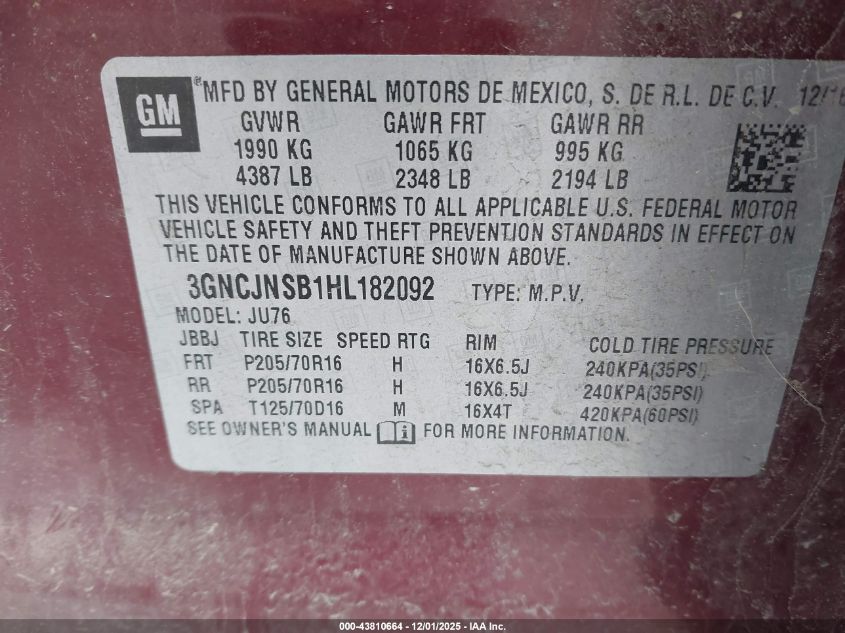 GM
® MFD BY GENERAL MOTORS DE MEXICO, S. DE R.L. DE C.V. 12/16
GVWR GAWR FRT GAWR RR
1990 KG 1065 KG 995 KG
4387 LB 2348 LB 2194 LB
THIS VEHICLE CONFORMS TO ALL APPLICABLE U.S. FEDERAL MOTOR
VEHICLE SAFETY AND THEFT PREVENTION STANDARDS IN EFFECT ON
THE DATE OF MANUFACTURE SHOWN ABOVE.
3GNCJNSB1HL182092 TYPE: M.P.V.
MODEL: JU76
JBBJ TIRE SIZE SPEED RTG RIM COLD TIRE PRESSURE
FRT P205/70R16 H 16X6.5J 240KPA(35PSI)
RR P205/70R16 H 16X6.5J 240KPA(35PSI)
SPA T125/70D16 M 16X4T 420KPA(60PSI)
SEE OWNER'S MANUAL i FOR MORE INFORMATION.
000-43810664 - 12/01/2025 - IAA Inc.